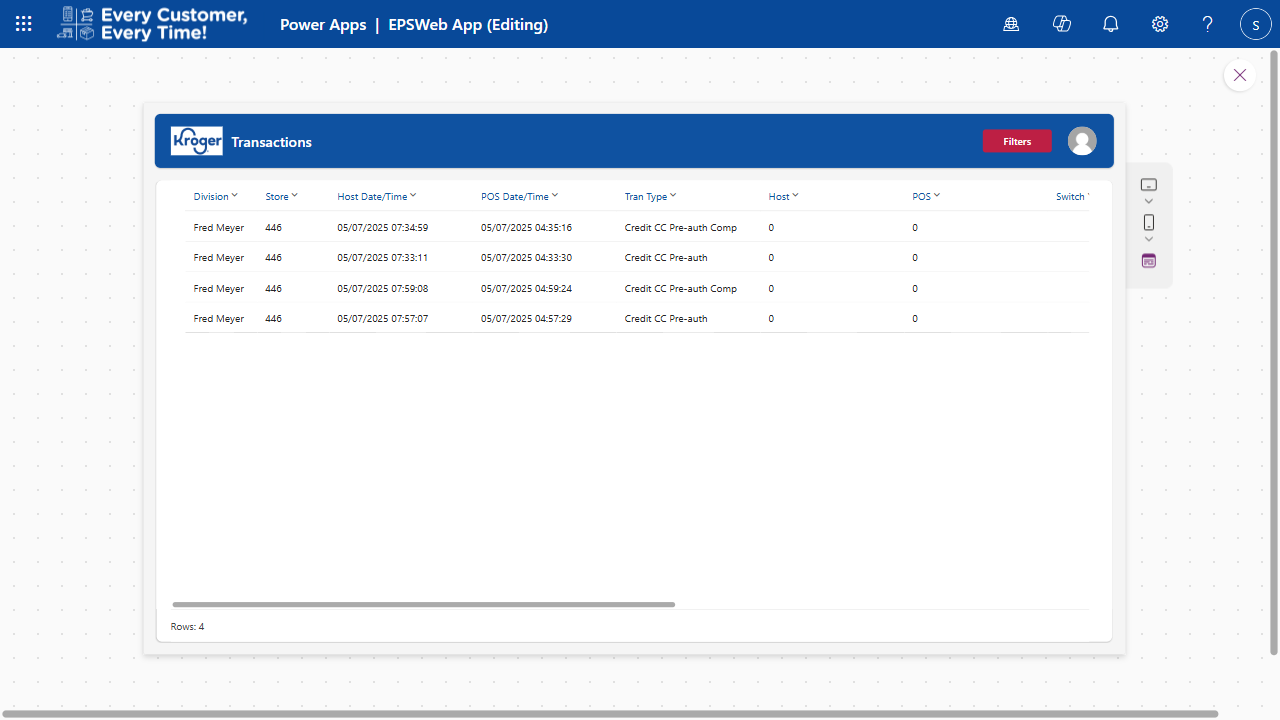 Every Customer,
Every Time!
Power Apps | EPSWeb App (Editing)
S
Kroger
Transactions
Filters
Division Store Host Date/Time POS Date/Time Tran Type Host POS Switch
Fred Meyer 446 05/07/2025 07:34:59 05/07/2025 04:35:16 Credit CC Pre-auth Comp 0 0
Fred Meyer 446 05/07/2025 07:33:11 05/07/2025 04:33:30 Credit CC Pre-auth 0 0
Fred Meyer 446 05/07/2025 07:59:08 05/07/2025 04:59:24 Credit CC Pre-auth Comp 0 0
Fred Meyer 446 05/07/2025 07:57:07 05/07/2025 04:57:29 Credit CC Pre-auth 0 0
Rows: 4